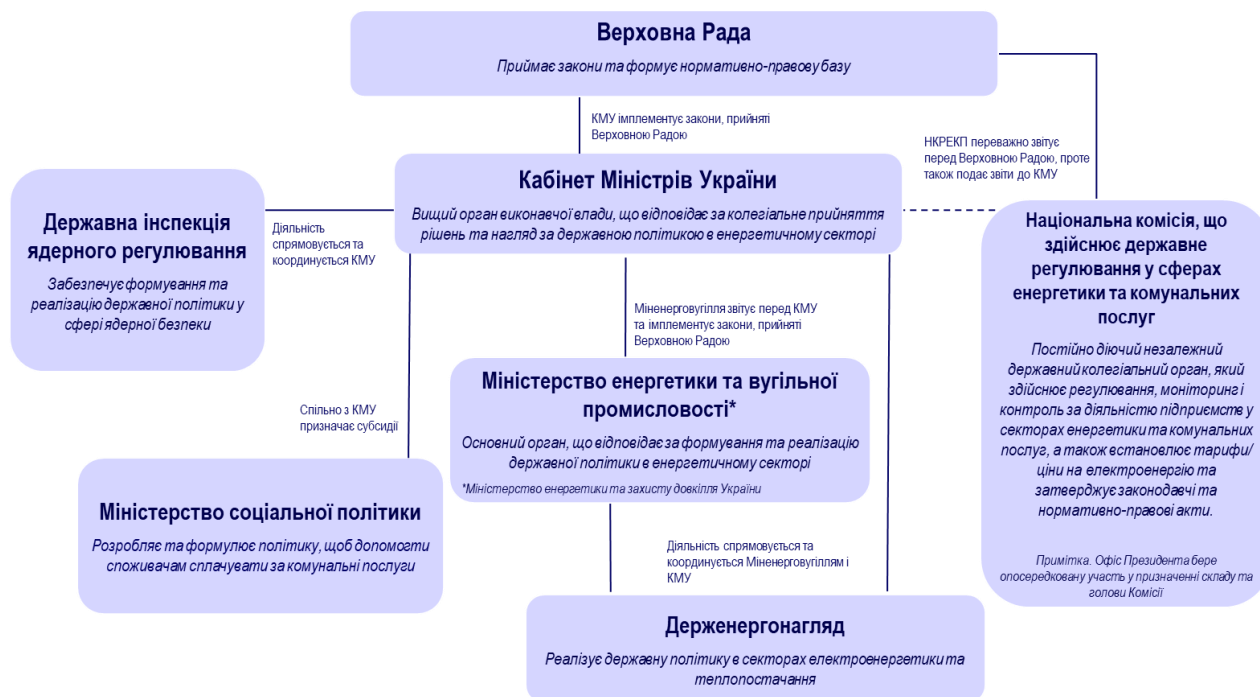 Верховна Рада
Приймає закони та формує нормативно-правову базу
КМУ імплементує закони, прийняті
Верховною Радою
НКРЕКП переважно звітує
перед Верховною Радою, проте
також подає звіти до КМУ
Кабінет Міністрів України
Вищий орган виконавчої влади, що відповідає за колегіальне прийняття
рішень та нагляд за державною політикою в енергетичному секторі
Державна інспекція
ядерного регулювання
Забезпечує формування та
реалізацію державної політики у
сфері ядерної безпеки
Діяльність
спрямовується та
координується КМУ
Національна комісія, що
здійснює державне
регулювання у сферах
енергетики та комунальних
послуг
Постійно діючий незалежний
державний колегіальний орган, який
здійснює регулювання, моніторинг і
контроль за діяльністю підприємств у
секторах енергетики та комунальних
послуг, а також встановлює тарифи/
ціни на електроенергію та
затверджує законодавчі та
нормативно-правові акти.
Примітка. Офіс Президента бере
опосередковану участь у призначенні складу та
голови Комісії
Міненерговугілля звітує перед КМУ
та імплементує закони, прийняті
Верховною Радою
Міністерство енергетики та вугільної
промисловості*
Основний орган, що відповідає за формування та реалізацію
державної політики в енергетичному секторі
*Міністерство енергетики та захисту довкілля України
Спільно з КМУ
призначає субсидії
Міністерство соціальної політики
Розробляє та формулює політику, щоб допомогти
споживачам сплачувати за комунальні послуги
Діяльність спрямовується та
координується Міненерговугіллям і
КМУ
Держенергонагляд
Реалізує державну політику в секторах електроенергетики та
теплопостачання